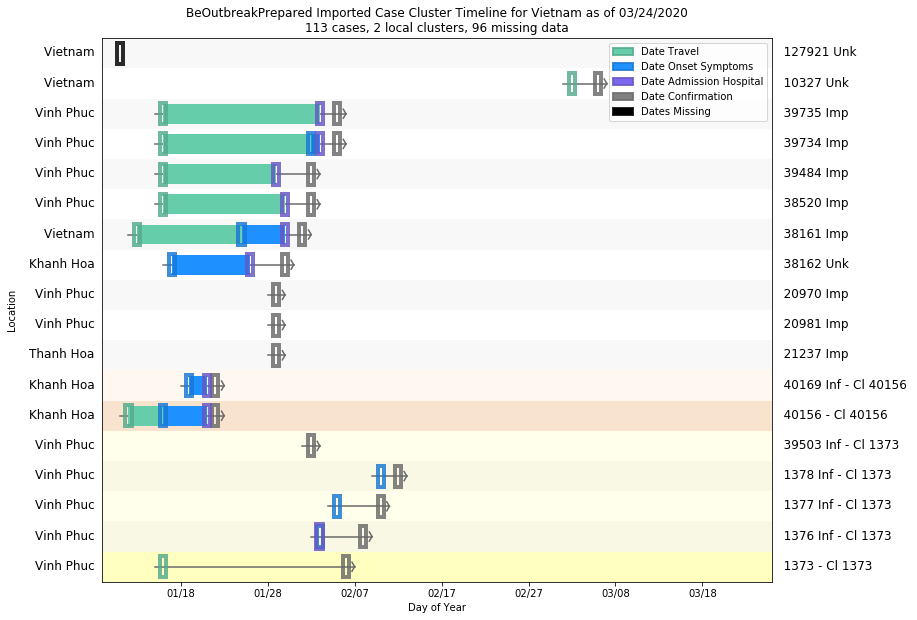 BeOutbreakPrepared Imported Case Cluster Timeline for Vietnam as of 03/24/2020
113 cases, 2 local clusters, 96 missing data
Date Travel
Date Onset Symptoms
Date Admission Hospital
Date Confirmation
Dates Missing
Location
Vietnam 127921 Unk
Vietnam 10327 Unk
Vinh Phuc 39735 Imp
Vinh Phuc 39734 Imp
Vinh Phuc 39484 Imp
Vinh Phuc 38520 Imp
Vietnam 38161 Imp
Khanh Hoa 38162 Unk
Vinh Phuc 20970 Imp
Vinh Phuc 20981 Imp
Thanh Hoa 21237 Imp
Khanh Hoa 40169 Inf - Cl 40156
Khanh Hoa 40156 - Cl 40156
Vinh Phuc 39503 Inf - Cl 1373
Vinh Phuc 1378 Inf - Cl 1373
Vinh Phuc 1377 Inf - Cl 1373
Vinh Phuc 1376 Inf - Cl 1373
Vinh Phuc 1373 - Cl 1373
01/18 01/28 02/07 02/17 02/27 03/08 03/18
Day of Year